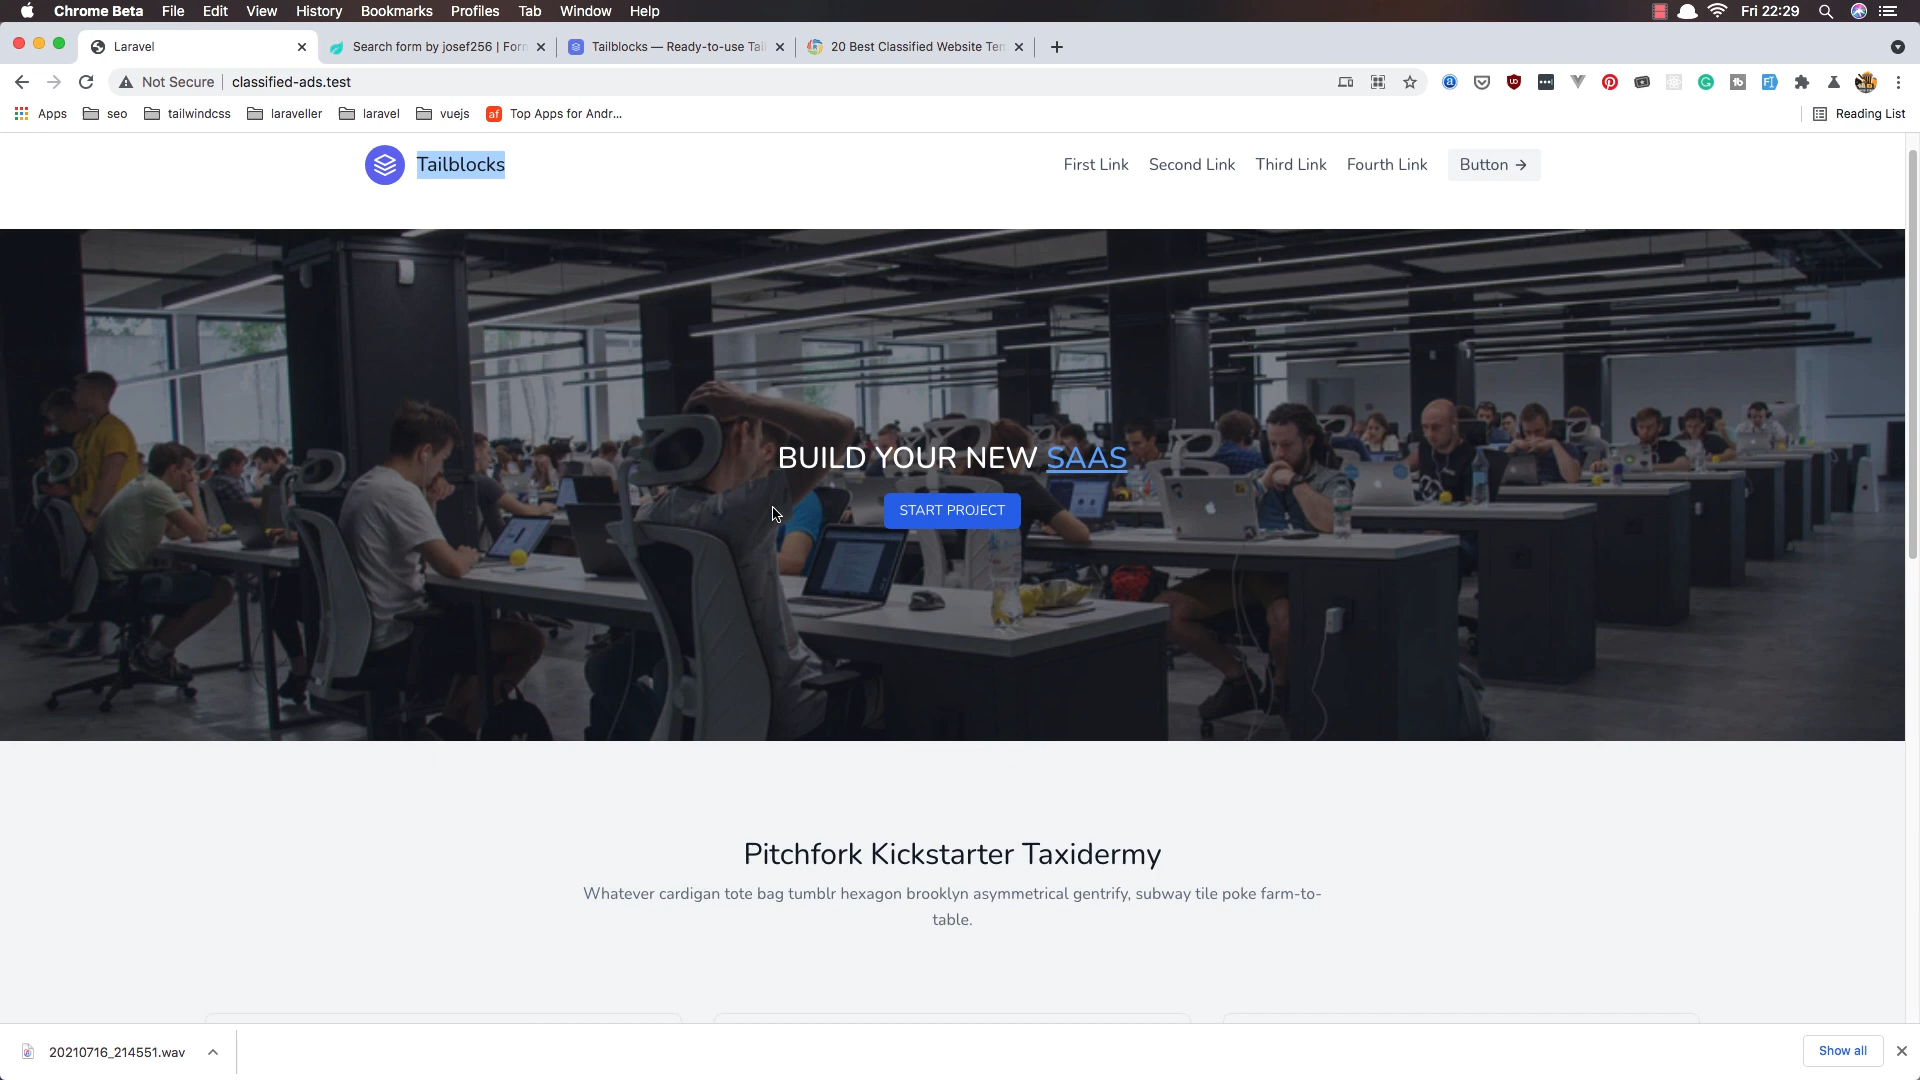 Chrome Beta File Edit View History Bookmarks Profiles Tab Window Help Fri 22:29
Laravel Search form by josef256 | Forr Tailblocks — Ready-to-use Tail 20 Best Classified Website Ten
Not Secure classified-ads.test
Apps seo tailwindcss laraveller laravel vuejs af Top Apps for Andr... Reading List
Tailblocks First Link Second Link Third Link Fourth Link Button →
BUILD YOUR NEW SAAS
START PROJECT
Pitchfork Kickstarter Taxidermy
Whatever cardigan tote bag tumblr hexagon brooklyn asymmetrical gentrify, subway tile poke farm-to-
table.
20210716_214551.wav Show all